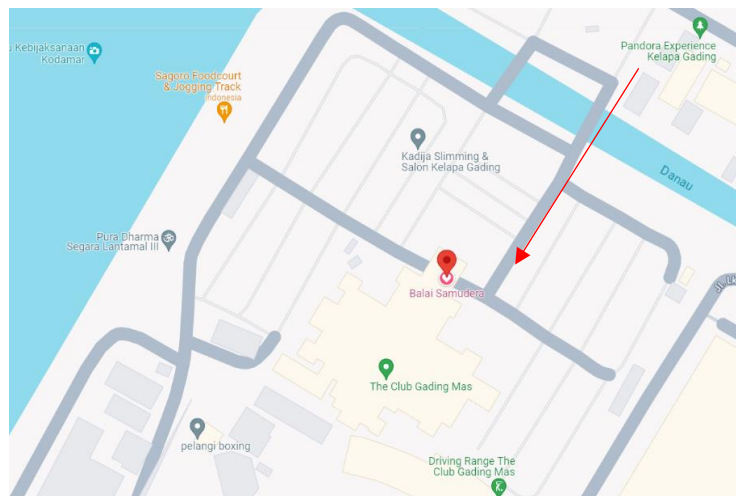 Kebijaksanaan
Kodamar
Sagoro Foodcourt
& Jogging Track
Indonesia
Pandora Experience
Kelapa Gading
Kadija Slimming &
Salon Kelapa Gading
Danau
Pura Dharma
Segara Lantamal III
Balai Samudera
The Club Gading Mas
pelangi boxing
Driving Range The
Club Gading Mas